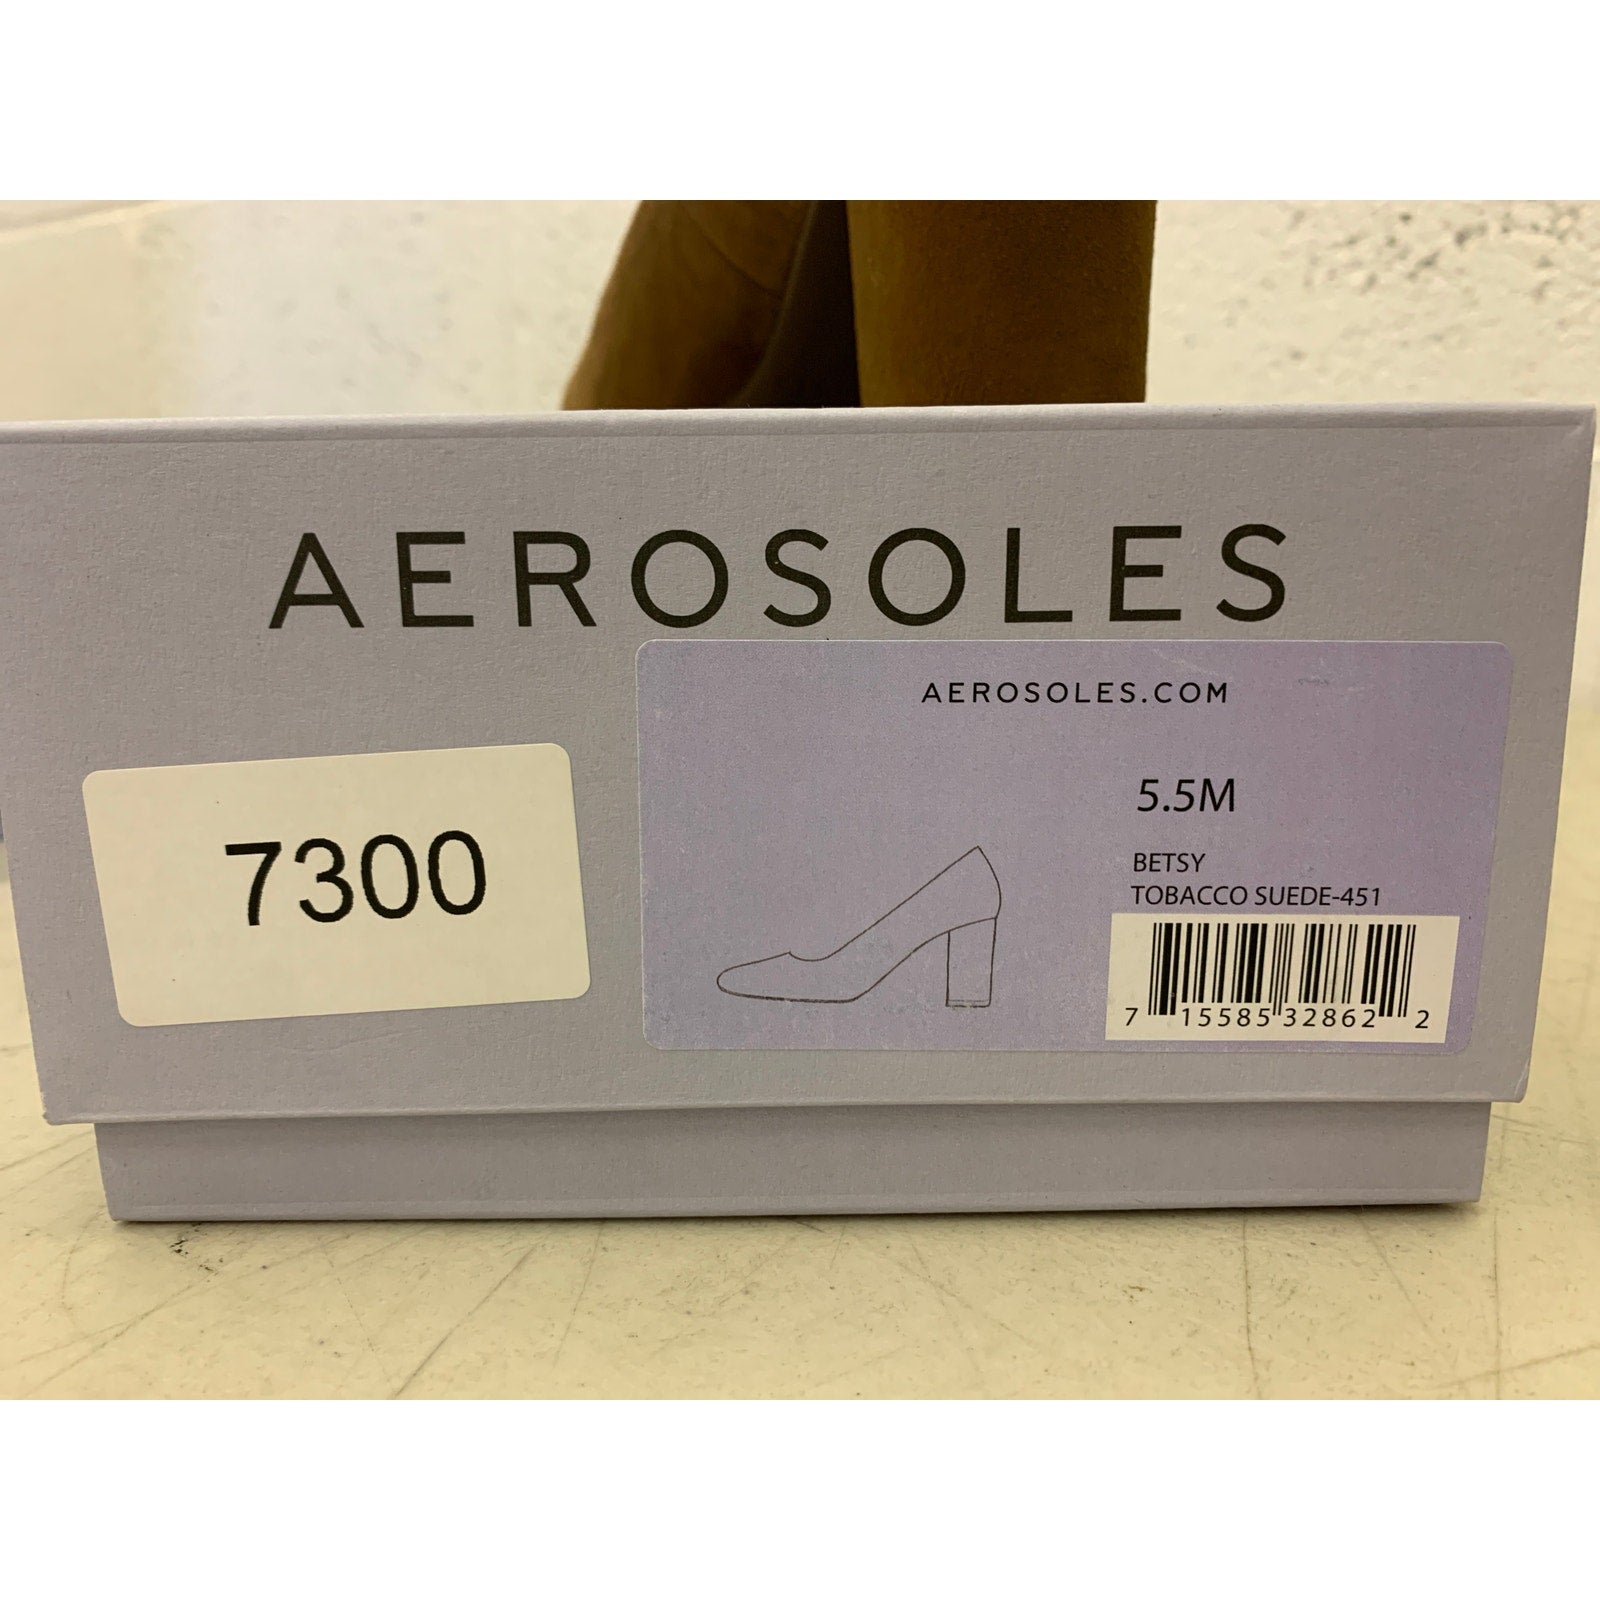 AEROSOLES
AEROSOLES.COM
5.5M
7300
BETSY
TOBACCO SUEDE-451
7 15585 32862 2